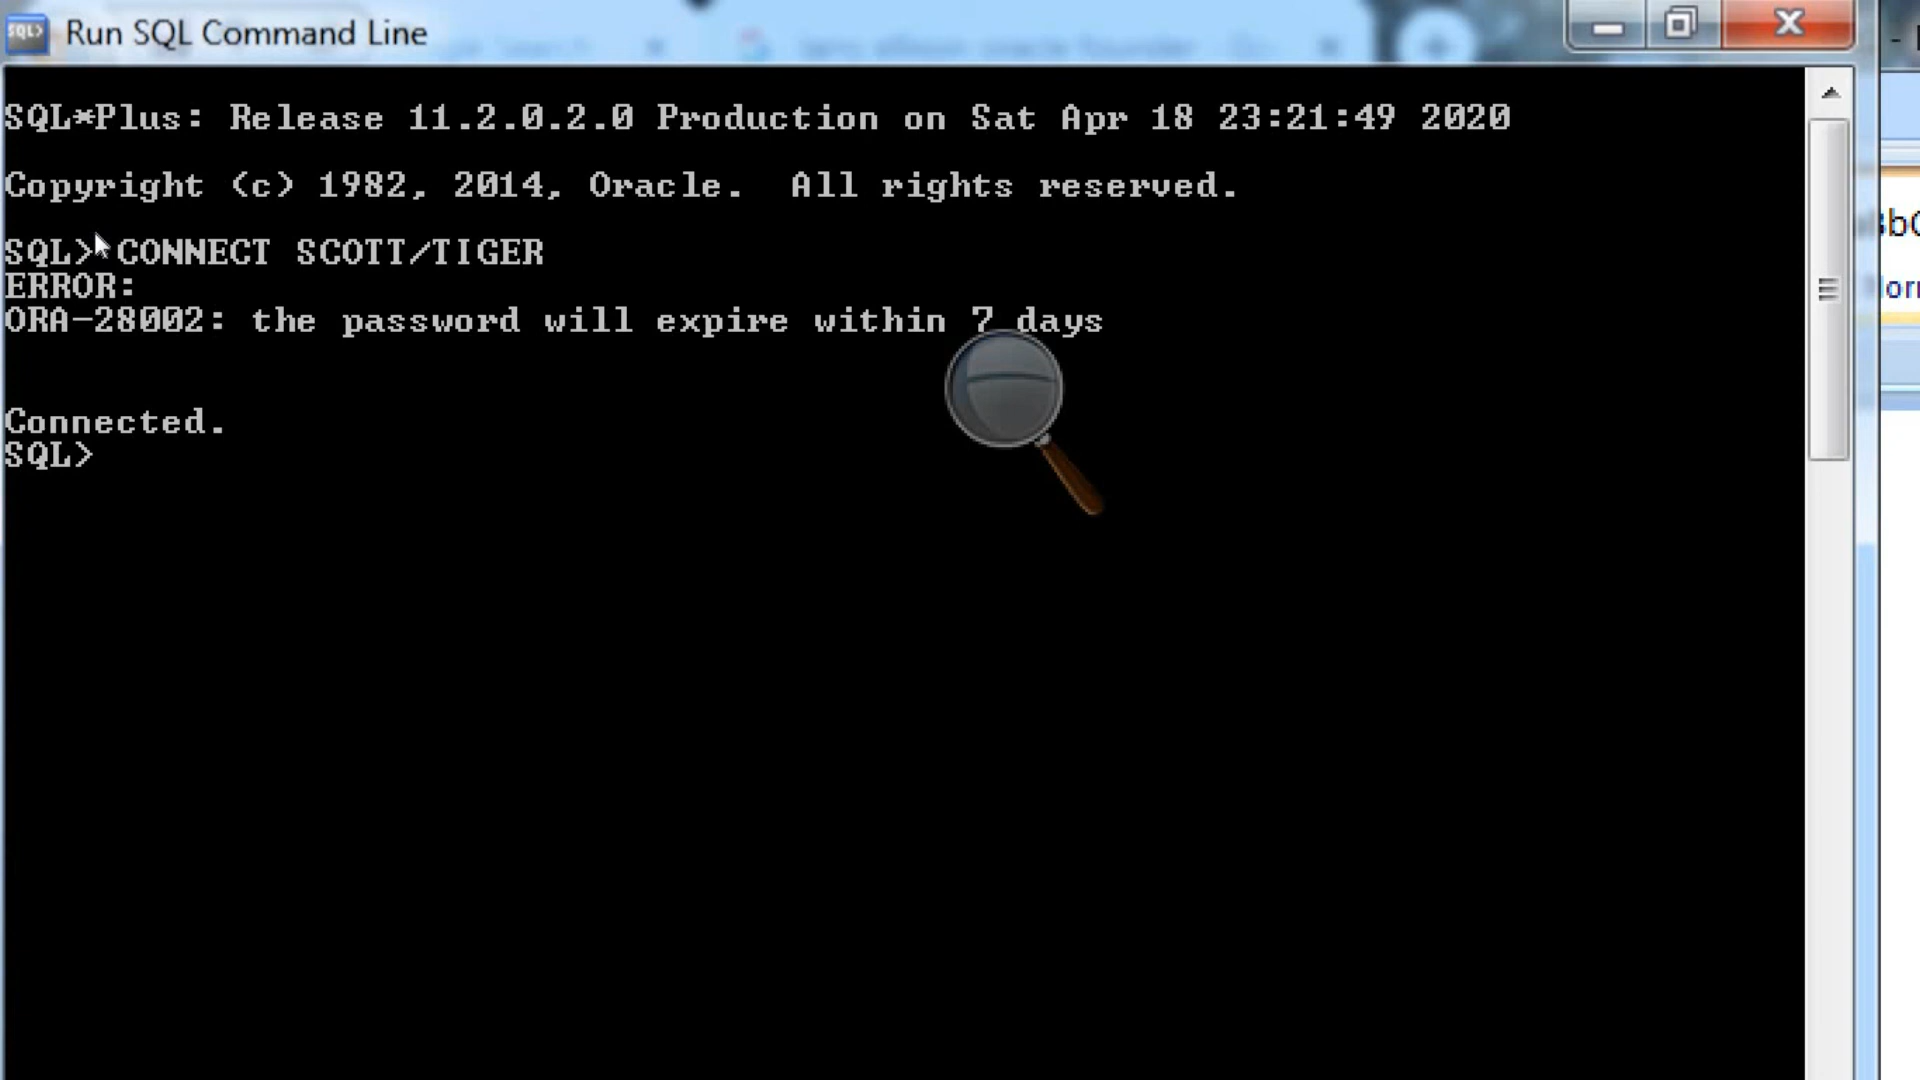 Run SQL Command Line
SQL*Plus: Release 11.2.0.2.0 Production on Sat Apr 18 23:21:49 2020
Copyright (c) 1982, 2014, Oracle.  All rights reserved.
SQL> CONNECT SCOTT/TIGER
ERROR:
ORA-28002: the password will expire within 7 days
Connected.
SQL>